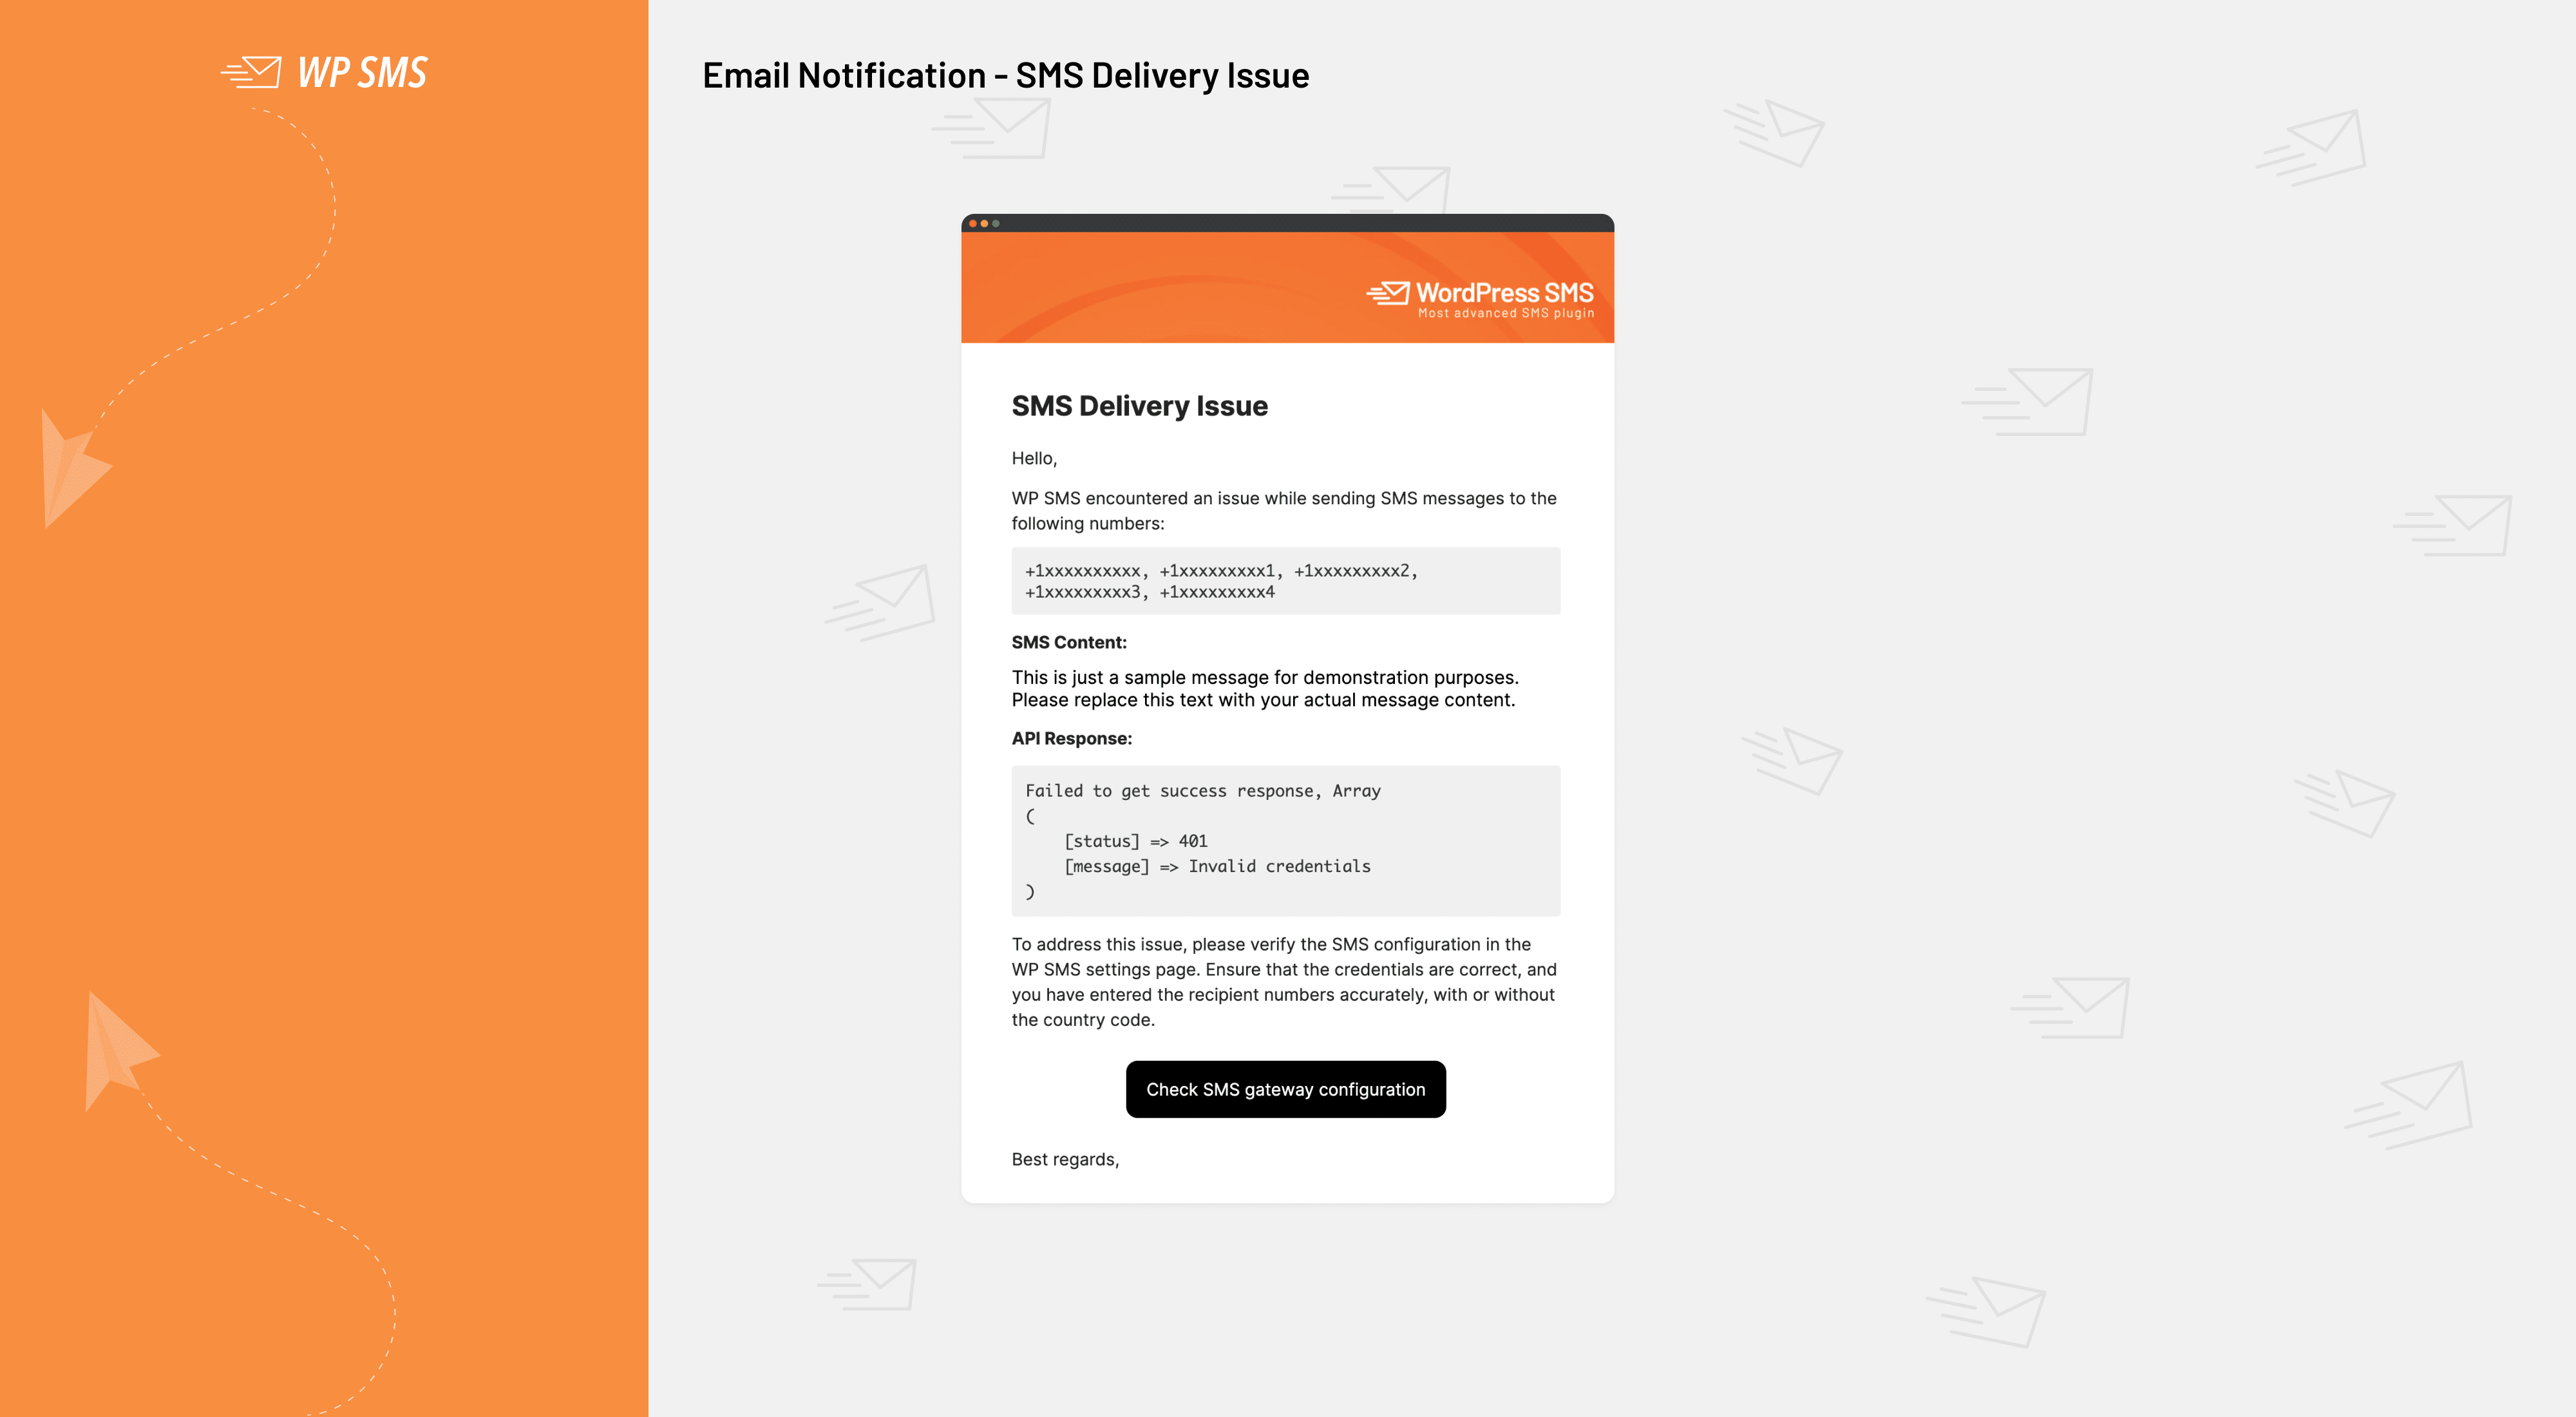 WP SMS
Email Notification - SMS Delivery Issue
WordPress SMS
Most advanced SMS plugin
SMS Delivery Issue
Hello,
WP SMS encountered an issue while sending SMS messages to the
following numbers:
+1xxxxxxxxxx, +1xxxxxxxxx1, +1xxxxxxxxx2,
+1xxxxxxxxx3, +1xxxxxxxxx4
SMS Content:
This is just a sample message for demonstration purposes.
Please replace this text with your actual message content.
API Response:
Failed to get success response, Array
(
    [status] => 401
    [message] => Invalid credentials
)
To address this issue, please verify the SMS configuration in the
WP SMS settings page. Ensure that the credentials are correct, and
you have entered the recipient numbers accurately, with or without
the country code.
Check SMS gateway configuration
Best regards,